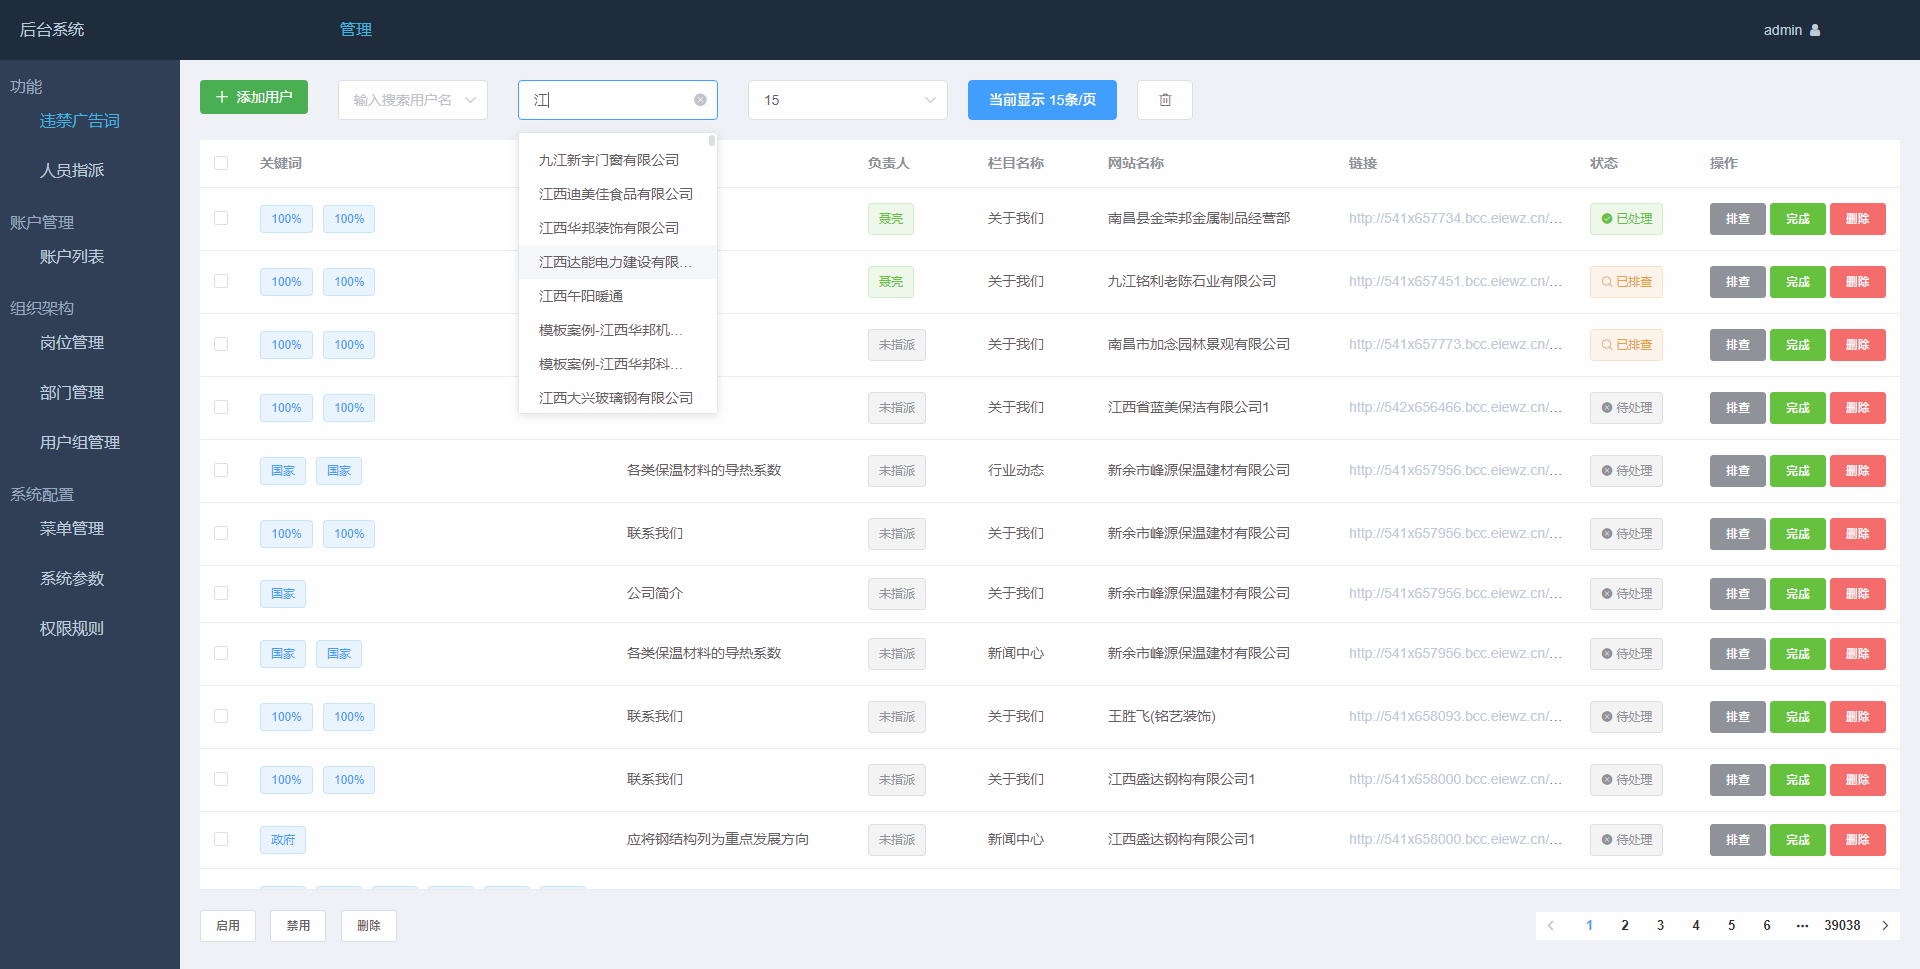 后台系统
管理
admin
功能
违禁广告词
人员指派
账户管理
账户列表
组织架构
岗位管理
部门管理
用户组管理
系统配置
菜单管理
系统参数
权限规则
添加用户
输入搜索用户名
江
15
当前显示 15条/页
九江新宇门窗有限公司
江西迪美佳食品有限公司
江西华邦装饰有限公司
江西达能电力建设有限...
江西午阳暖通
模板案例-江西华邦机...
模板案例-江西华邦科...
江西大兴玻璃钢有限公司
关键词 负责人 栏目名称 网站名称 链接 状态 操作
100% 100% 聂亮 关于我们 南昌县金荣邦金属制品经营部 http://541x657734.bcc.eiewz.cn/... 已处理 排查 完成 删除
100% 100% 聂亮 关于我们 九江铭利老陈石业有限公司 http://541x657451.bcc.eiewz.cn/... 已排查 排查 完成 删除
100% 100% 未指派 关于我们 南昌市加念园林景观有限公司 http://541x657773.bcc.eiewz.cn/... 已排查 排查 完成 删除
100% 100% 未指派 关于我们 江西省蓝美保洁有限公司1 http://542x656466.bcc.eiewz.cn/... 待处理 排查 完成 删除
国家 国家 各类保温材料的导热系数 未指派 行业动态 新余市峰源保温建材有限公司 http://541x657956.bcc.eiewz.cn/... 待处理 排查 完成 删除
100% 100% 联系我们 未指派 关于我们 新余市峰源保温建材有限公司 http://541x657956.bcc.eiewz.cn/... 待处理 排查 完成 删除
国家 公司简介 未指派 关于我们 新余市峰源保温建材有限公司 http://541x657956.bcc.eiewz.cn/... 待处理 排查 完成 删除
国家 国家 各类保温材料的导热系数 未指派 新闻中心 新余市峰源保温建材有限公司 http://541x657956.bcc.eiewz.cn/... 待处理 排查 完成 删除
100% 100% 联系我们 未指派 关于我们 王胜飞(铭艺装饰) http://541x658093.bcc.eiewz.cn/... 待处理 排查 完成 删除
100% 100% 联系我们 未指派 关于我们 江西盛达钢构有限公司1 http://541x658000.bcc.eiewz.cn/... 待处理 排查 完成 删除
政府 应将钢结构列为重点发展方向 未指派 新闻中心 江西盛达钢构有限公司1 http://541x658000.bcc.eiewz.cn/... 待处理 排查 完成 删除
启用 禁用 删除
1 2 3 4 5 6 ··· 39038